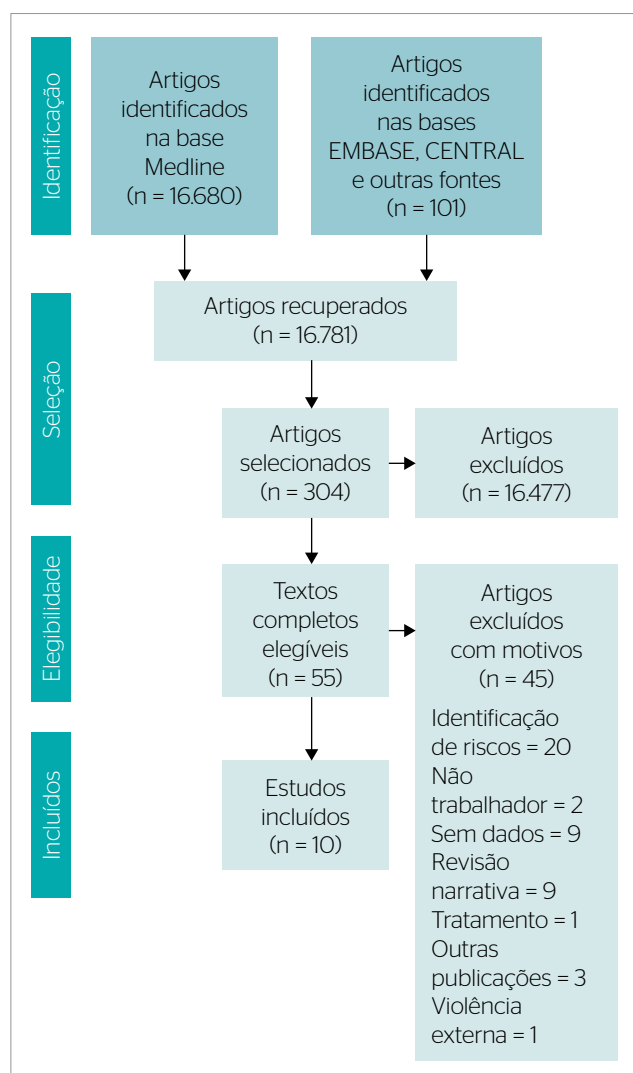 Identificação
Artigos
identificados
na base
Medline
(n = 16.680)
Artigos
identificados
nas bases
EMBASE, CENTRAL
e outras fontes
(n = 101)
Seleção
Artigos recuperados
(n = 16.781)
Artigos
selecionados
(n = 304)
Artigos
excluídos
(n = 16.477)
Elegibilidade
Textos
completos
elegíveis
(n = 55)
Artigos
excluídos
com motivos
(n = 45)
Identificação
de riscos = 20
Não
trabalhador = 2
Sem dados = 9
Revisão
narrativa = 9
Tratamento = 1
Outras
publicações = 3
Violência
externa = 1
Incluídos
Estudos
incluídos
(n = 10)